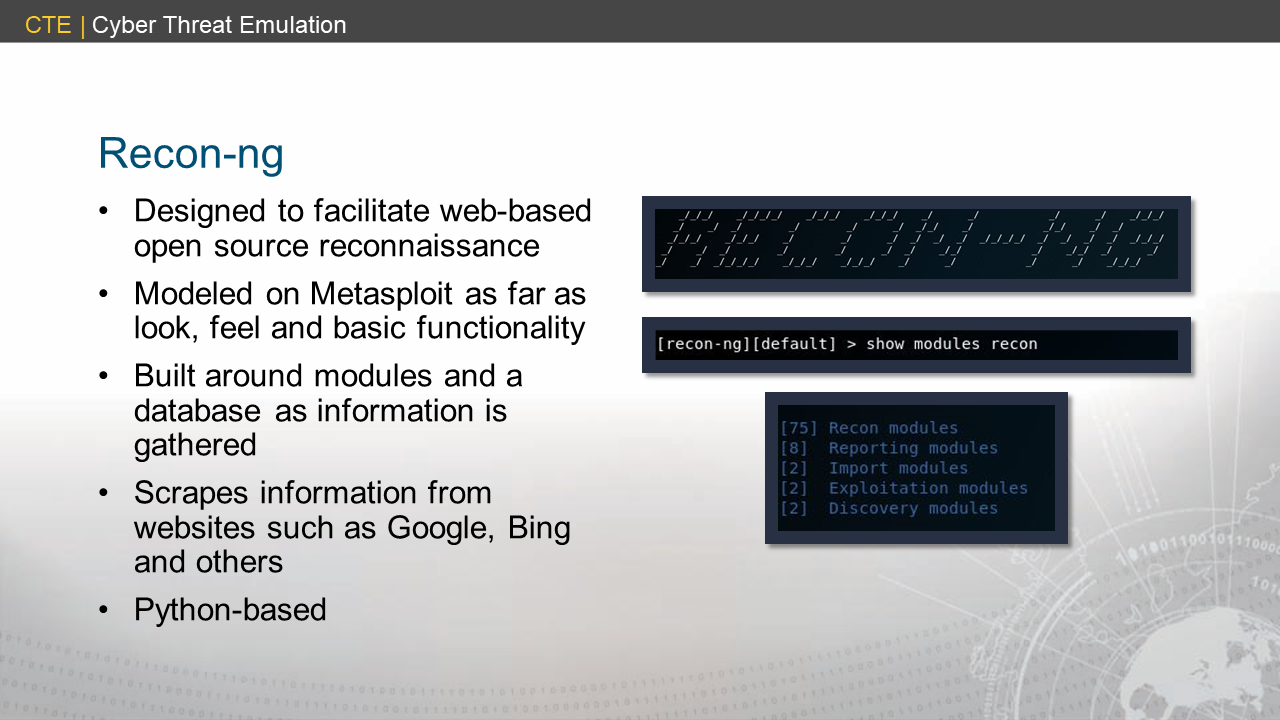 CTE | Cyber Threat Emulation
Recon-ng
• Designed to facilitate web-based
open source reconnaissance
• Modeled on Metasploit as far as
look, feel and basic functionality
• Built around modules and a
database as information is
gathered
• Scrapes information from
websites such as Google, Bing
and others
• Python-based
RECON-NG
[recon-ng][default] > show modules recon
[75] Recon modules
[8] Reporting modules
[2] Import modules
[2] Exploitation modules
[2] Discovery modules